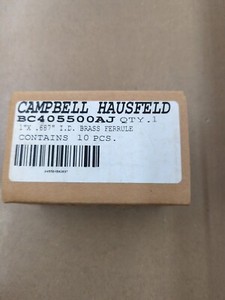 CAMPBELL HAUSFELD
BC405500AJ QTY.1
1"X .687" I.D. BRASS FERRULE
CONTAINS 10 PCS.